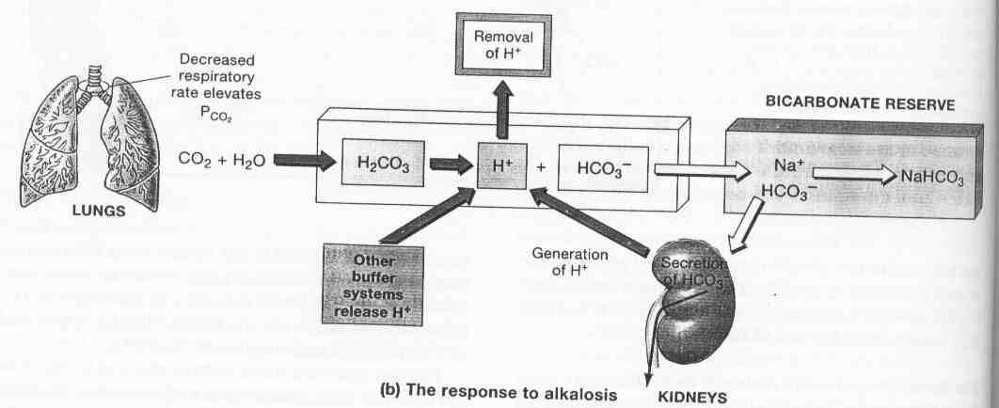 Removal
of H⁺
Decreased
respiratory
rate elevates
P_CO₂
BICARBONATE RESERVE
CO₂ + H₂O
H₂CO₃
H⁺
+
HCO₃⁻
Na⁺
HCO₃⁻
NaHCO₃
LUNGS
Other
buffer
systems
release H⁺
Generation
of H⁺
Secretion
of HCO₃
(b) The response to alkalosis
KIDNEYS